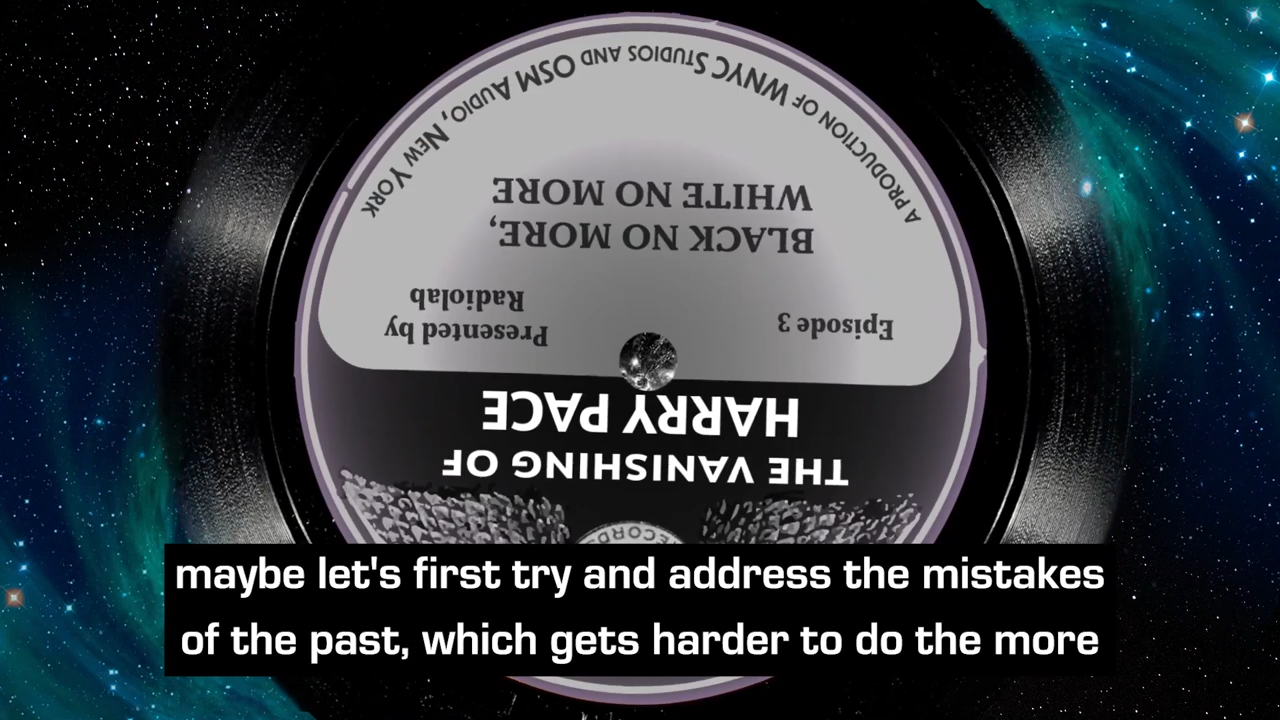 THE VANISHING OF
HARRY PACE
Episode 3
Presented by
Radiolab
BLACK NO MORE,
WHITE NO MORE
A PRODUCTION OF WNYC STUDIOS AND OSM AUDIO, NEW YORK
RECORDS
maybe let's first try and address the mistakes
of the past, which gets harder to do the more